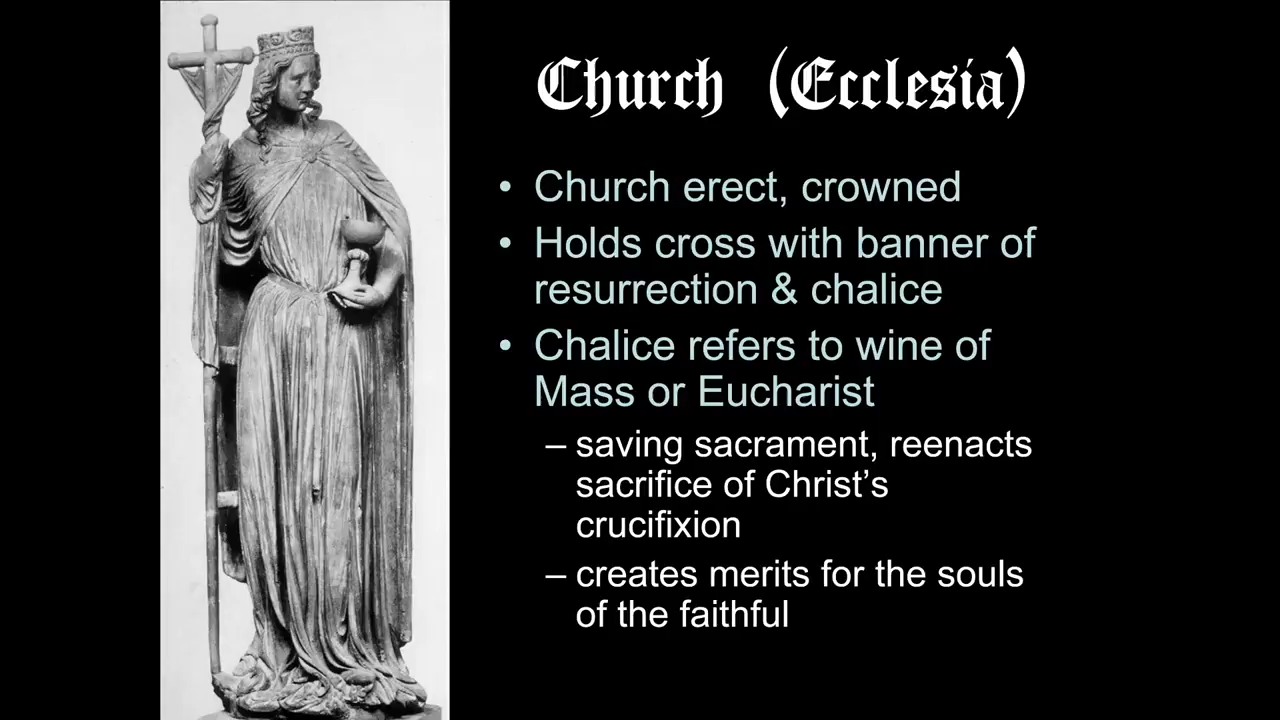 Church (Ecclesia)
• Church erect, crowned
• Holds cross with banner of
resurrection & chalice
• Chalice refers to wine of
Mass or Eucharist
– saving sacrament, reenacts
sacrifice of Christ’s
crucifixion
– creates merits for the souls
of the faithful